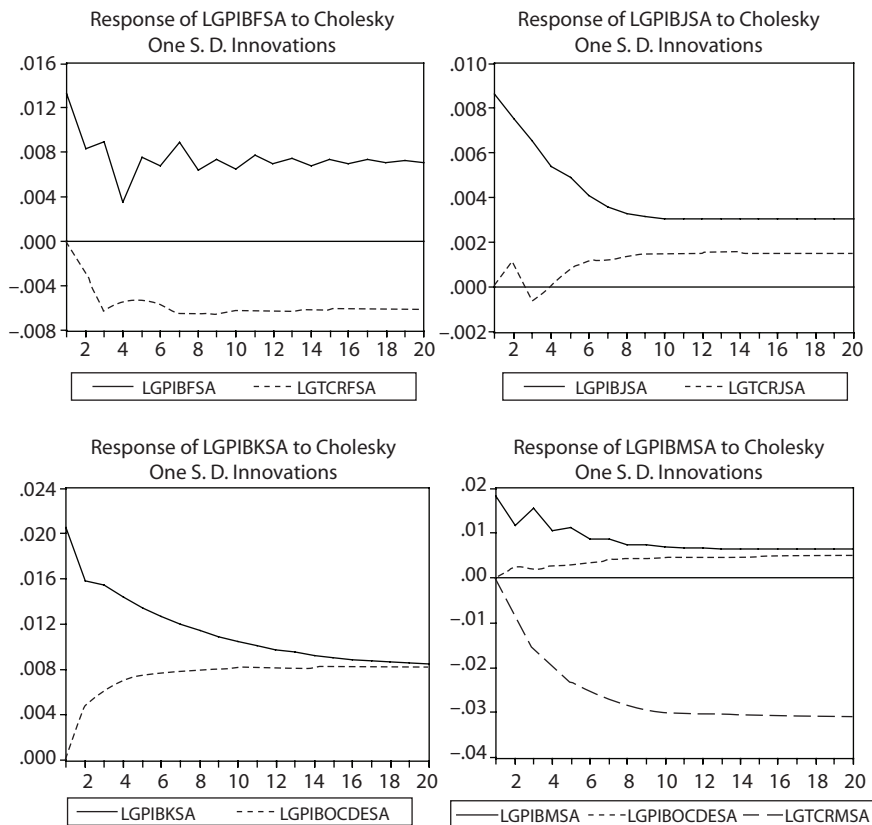 Response of LGPIBFSA to Cholesky
One S. D. Innovations
.016
.012
.008
.004
.000
−.004
−.008
2 4 6 8 10 12 14 16 18 20
LGPIBFSA LGTCRFSA
Response of LGPIBJSA to Cholesky
One S. D. Innovations
.010
.008
.006
.004
.002
.000
−.002
2 4 6 8 10 12 14 16 18 20
LGPIBJSA LGTCRJSA
Response of LGPIBKSA to Cholesky
One S. D. Innovations
.024
.020
.016
.012
.008
.004
.000
2 4 6 8 10 12 14 16 18 20
LGPIBKSA LGPIBOCDESA
Response of LGPIBMSA to Cholesky
One S. D. Innovations
.02
.01
.00
−.01
−.02
−.03
−.04
2 4 6 8 10 12 14 16 18 20
LGPIBMSA LGPIBOCDESA LGTCRMSA